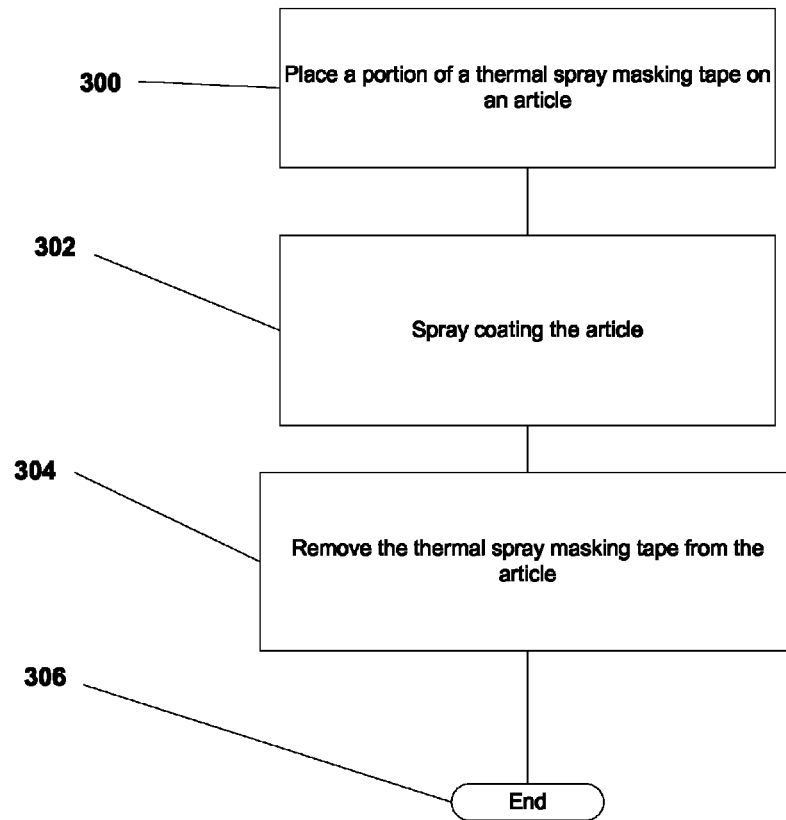 300
Place a portion of a thermal spray masking tape on
an article
302
Spray coating the article
304
Remove the thermal spray masking tape from the
article
306
End